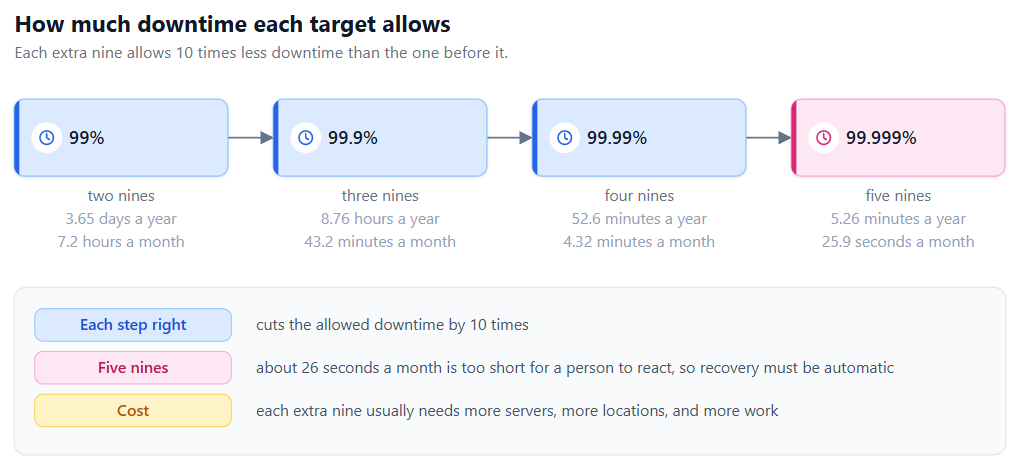 How much downtime each target allows
Each extra nine allows 10 times less downtime than the one before it.
99%
99.9%
99.99%
99.999%
two nines
3.65 days a year
7.2 hours a month
three nines
8.76 hours a year
43.2 minutes a month
four nines
52.6 minutes a year
4.32 minutes a month
five nines
5.26 minutes a year
25.9 seconds a month
Each step right
cuts the allowed downtime by 10 times
Five nines
about 26 seconds a month is too short for a person to react, so recovery must be automatic
Cost
each extra nine usually needs more servers, more locations, and more work